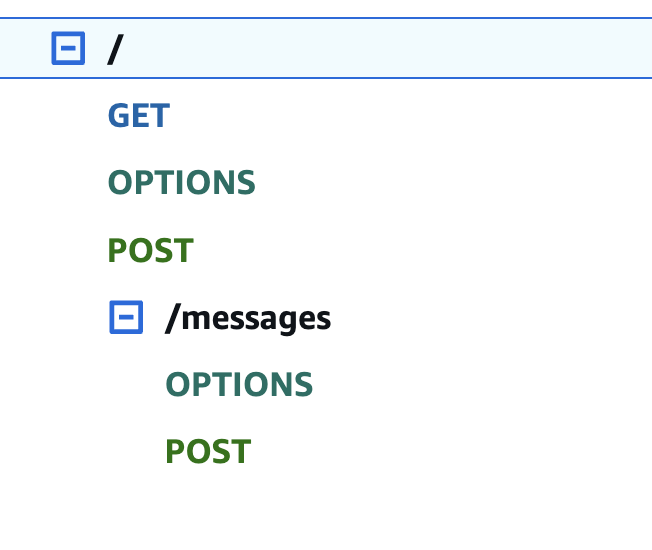 /
GET
OPTIONS
POST
/messages
OPTIONS
POST